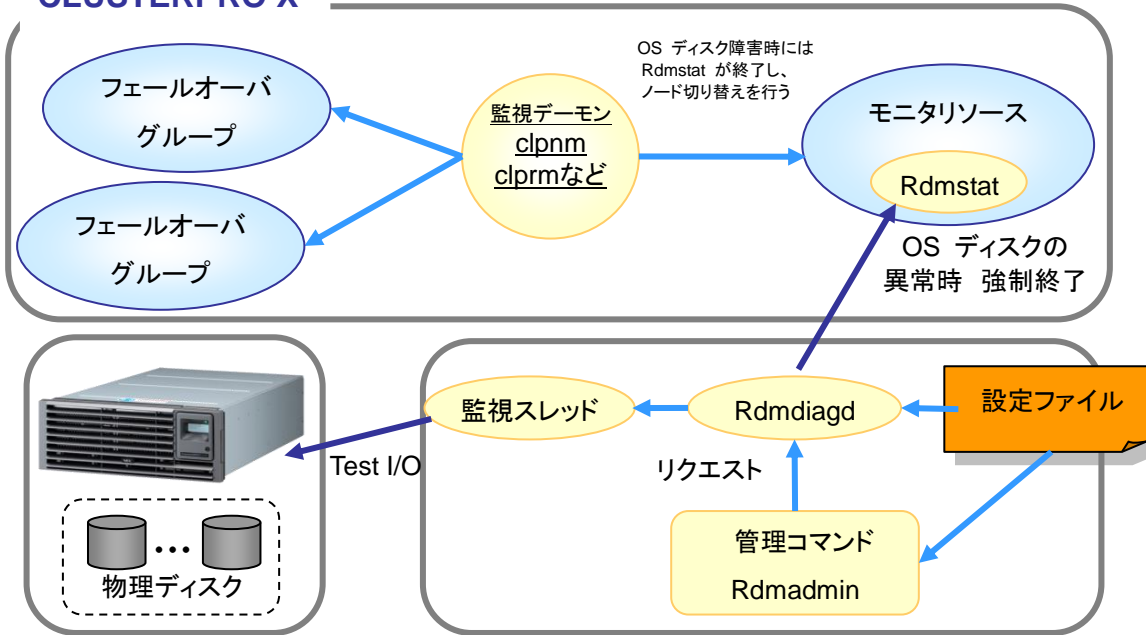 CLUSTERPRO X
フェールオーバ
グループ
フェールオーバ
グループ
監視デーモン
clpnm
clprmなど
OS ディスク障害時には
Rdmstat が終了し、
ノード切り替えを行う
モニタリソース
Rdmstat
OS ディスクの
異常時 強制終了
監視スレッド
Rdmdiagd
設定ファイル
Test I/O
リクエスト
管理コマンド
Rdmadmin
物理ディスク